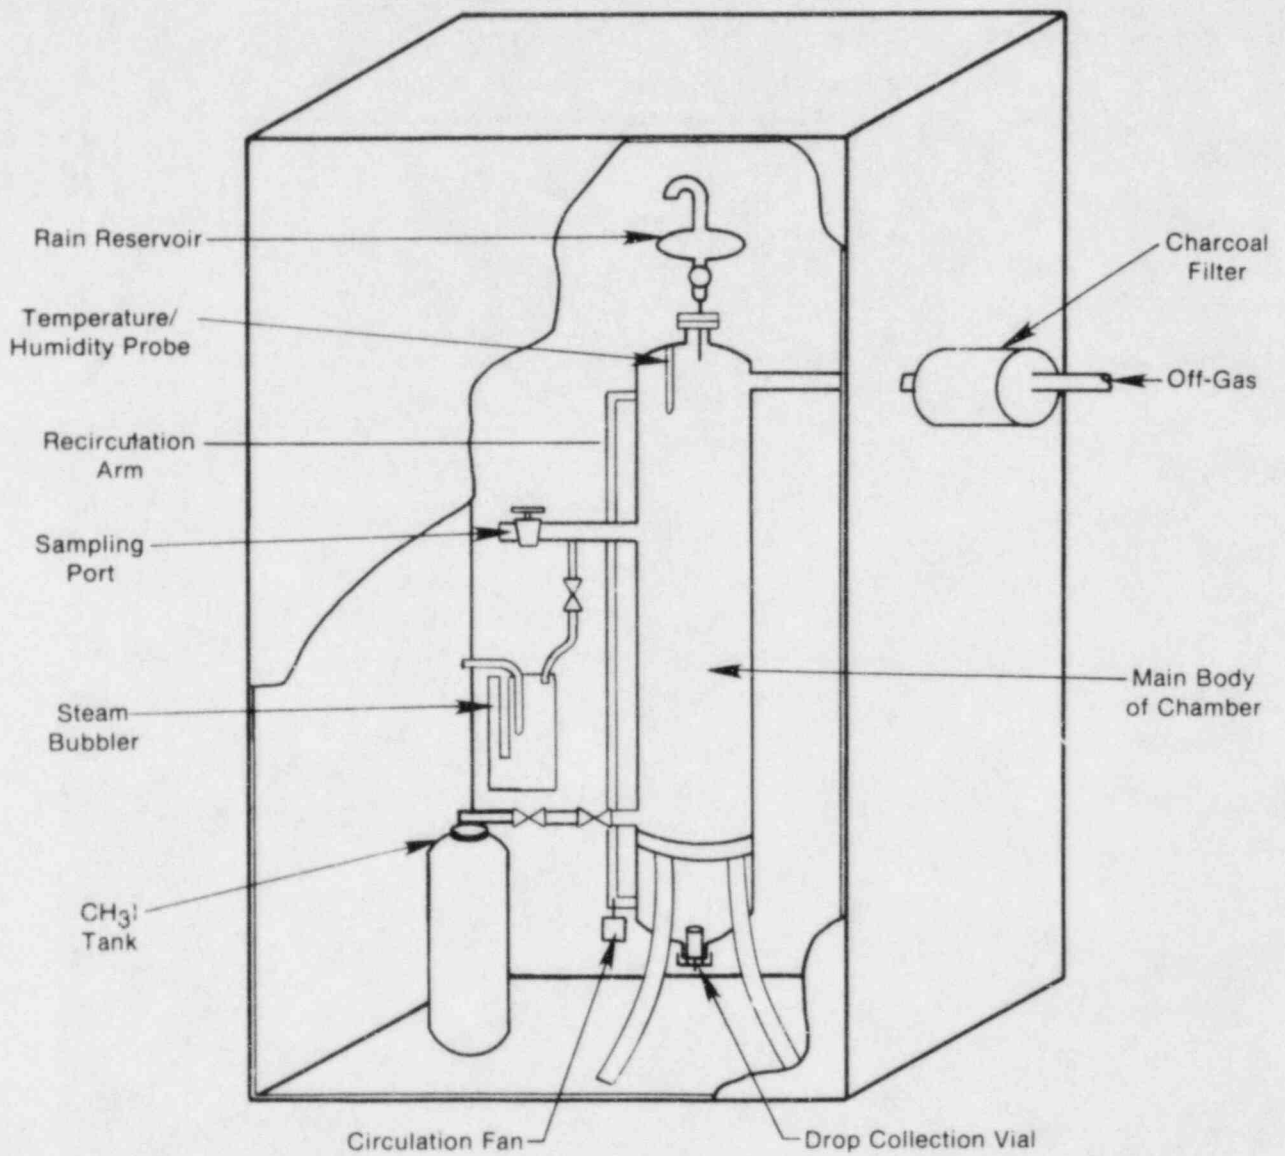 Rain Reservoir
Charcoal
Filter
Temperature/
Humidity Probe
Off-Gas
Recirculation
Arm
Sampling
Port
Main Body
of Chamber
Steam
Bubbler
CH3I
Tank
Circulation Fan
Drop Collection Vial